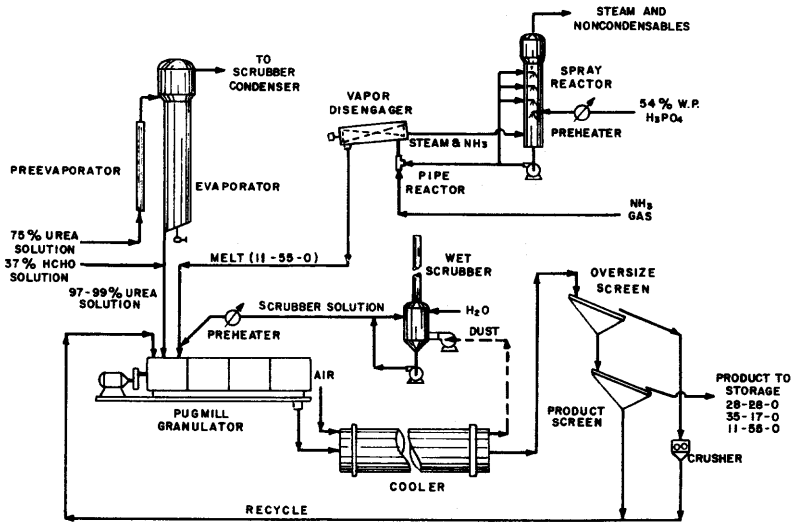 STEAM AND
NONCONDENSABLES
TO
SCRUBBER
CONDENSER
VAPOR
DISENGAGER
SPRAY
REACTOR
54% W.P.
H₃PO₄
PREHEATER
STEAM & NH₃
PREEVAPORATOR
EVAPORATOR
PIPE
REACTOR
NH₃
GAS
75% UREA
SOLUTION
37% HCHO
SOLUTION
MELT (11-55-0)
WET
SCRUBBER
OVERSIZE
SCREEN
97-99% UREA
SOLUTION
SCRUBBER SOLUTION
H₂O
PREHEATER
DUST
AIR
PRODUCT TO
STORAGE
28-28-0
35-17-0
11-55-0
PUGMILL
GRANULATOR
PRODUCT
SCREEN
CRUSHER
COOLER
RECYCLE